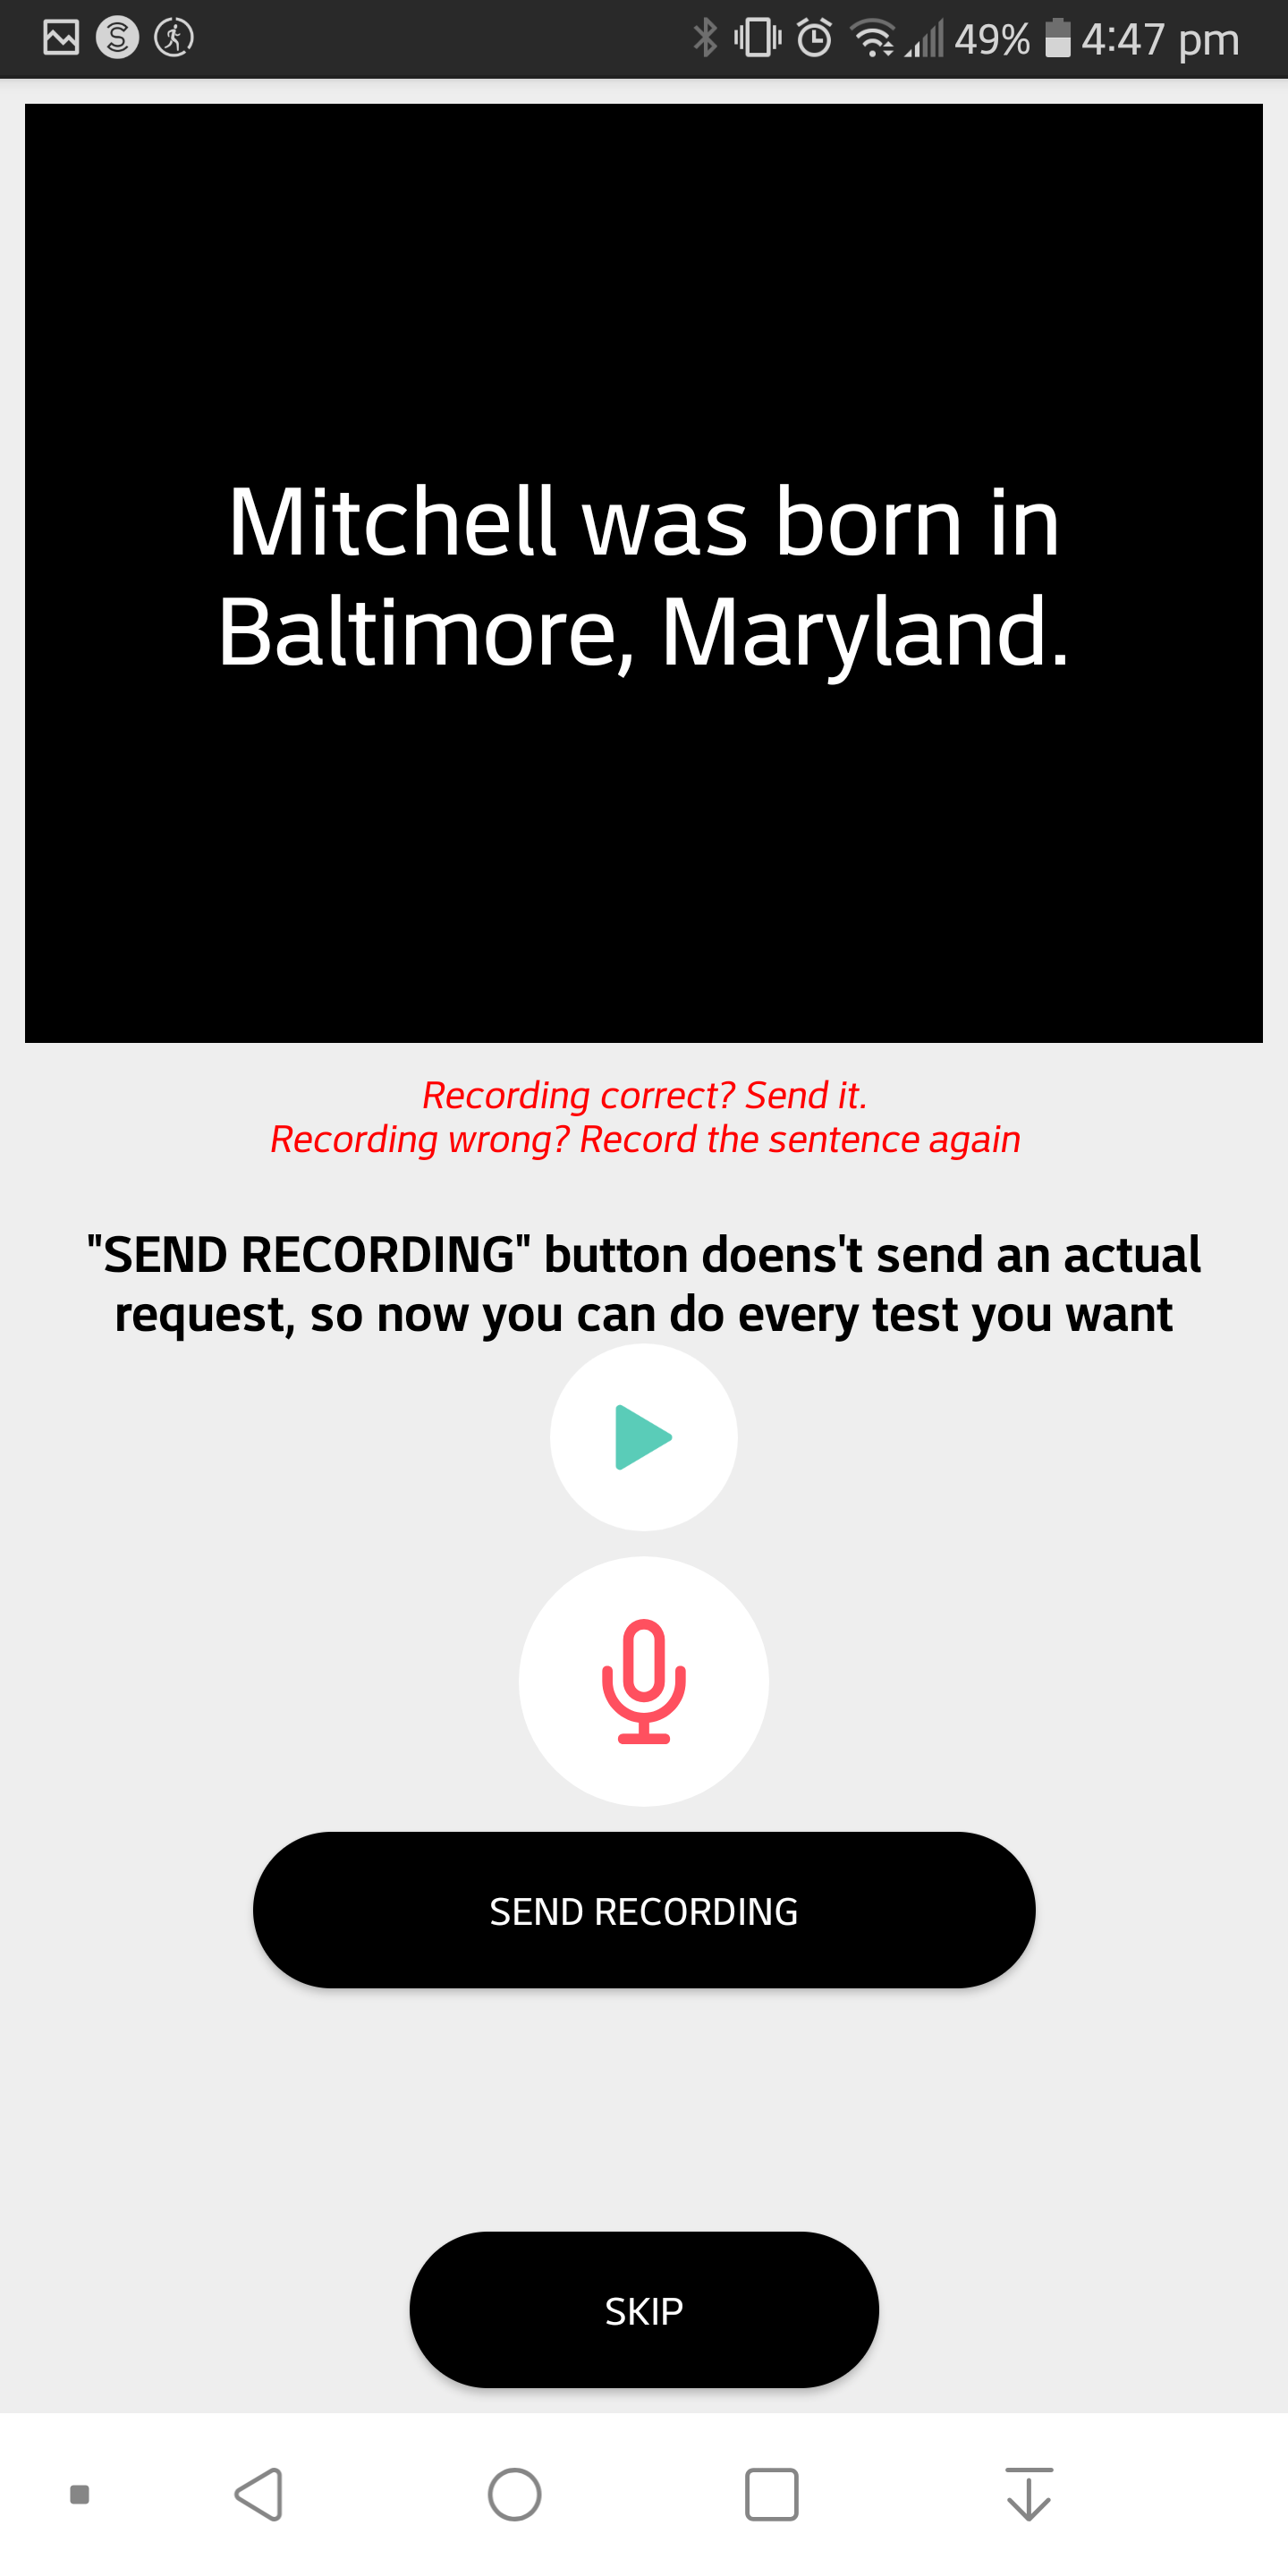 49% 4:47 pm
Mitchell was born in
Baltimore, Maryland.
Recording correct? Send it.
Recording wrong? Record the sentence again
"SEND RECORDING" button doens't send an actual
request, so now you can do every test you want
SEND RECORDING
SKIP